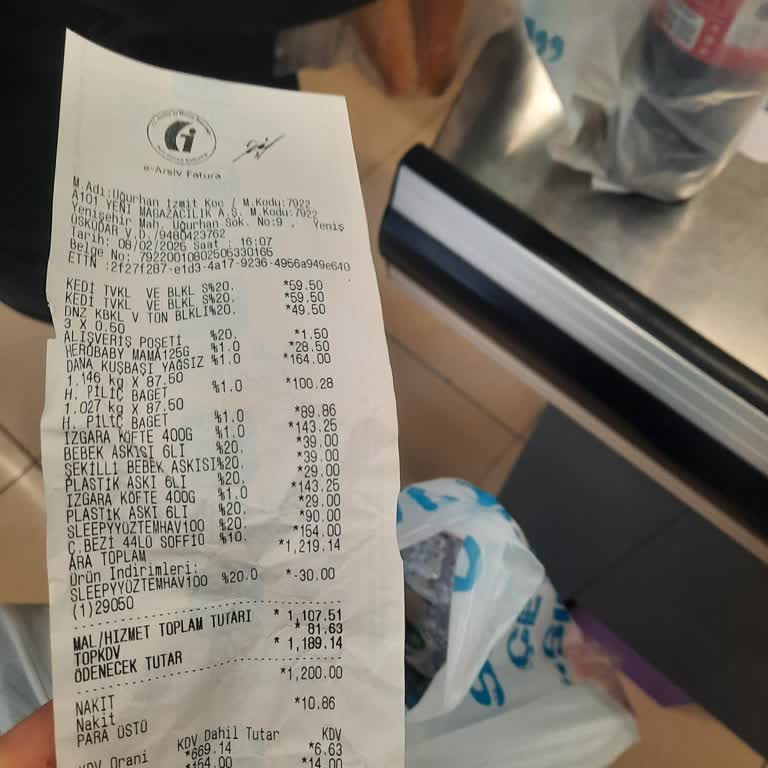 e-Arşiv Fatura
M.Adı:Uğurhan İzmit Koc / M.Kodu:7922
A101 YENİ MAĞAZACILIK A.Ş. M.Kodu:7922
Yenişehir Mah. Uğurhan Sok. No:9 . Yeniş
ÜSKÜDAR V.D. /9480423762
Tarih: 08/02/2025 Saat : 16:07
Belge No: 79220010802505330165
ETTN :2f27f287-e1d3-4a17-9236-4956a949e640
KEDİ TVKL VE BLKL S%20. *59.50
KEDİ TVKL VE BLKL S%20. *59.50
DNZ KBKL V TON BLKLI%20. *49.50
3 X 0.50
ALIŞVERİŞ POŞETİ %20. *1.50
HEROBABY MAMA125G %1.0 *28.50
DANA KUŞBAŞI YAĞSIZ %1.0 *164.00
1.146 kg X 87.50
H. PİLİÇ BAGET %1.0 *100.28
1.027 kg X 87.50
H. PİLİÇ BAGET %1.0 *89.86
IZGARA KÖFTE 400G %1.0 *143.25
BEBEK ASKISI 6LI %20. *39.00
ŞEKİLLİ BEBEK ASKISI%20. *39.00
PLASTİK ASKI 6LI %20. *29.00
IZGARA KÖFTE 400G %1.0 *143.25
PLASTİK ASKI 6LI %20. *29.00
SLEEPYYÜZTEMHAV100 %20. *90.00
Ç.BEZİ 44LÜ SOFFIO %10. *154.00
ARA TOPLAM *1,219.14
Ürün İndirimleri:
SLEEPYYÜZTEMHAV100 %20.0 *-30.00
(1)29050
MAL/HİZMET TOPLAM TUTARI * 1,107.51
TOPKDV * 81.63
ÖDENECEK TUTAR * 1,189.14
NAKİT *1,200.00
Nakit
PARA ÜSTÜ *10.86
KDV Oranı KDV Dahil Tutar KDV
*669.14 *6.63
*154.00 *14.00